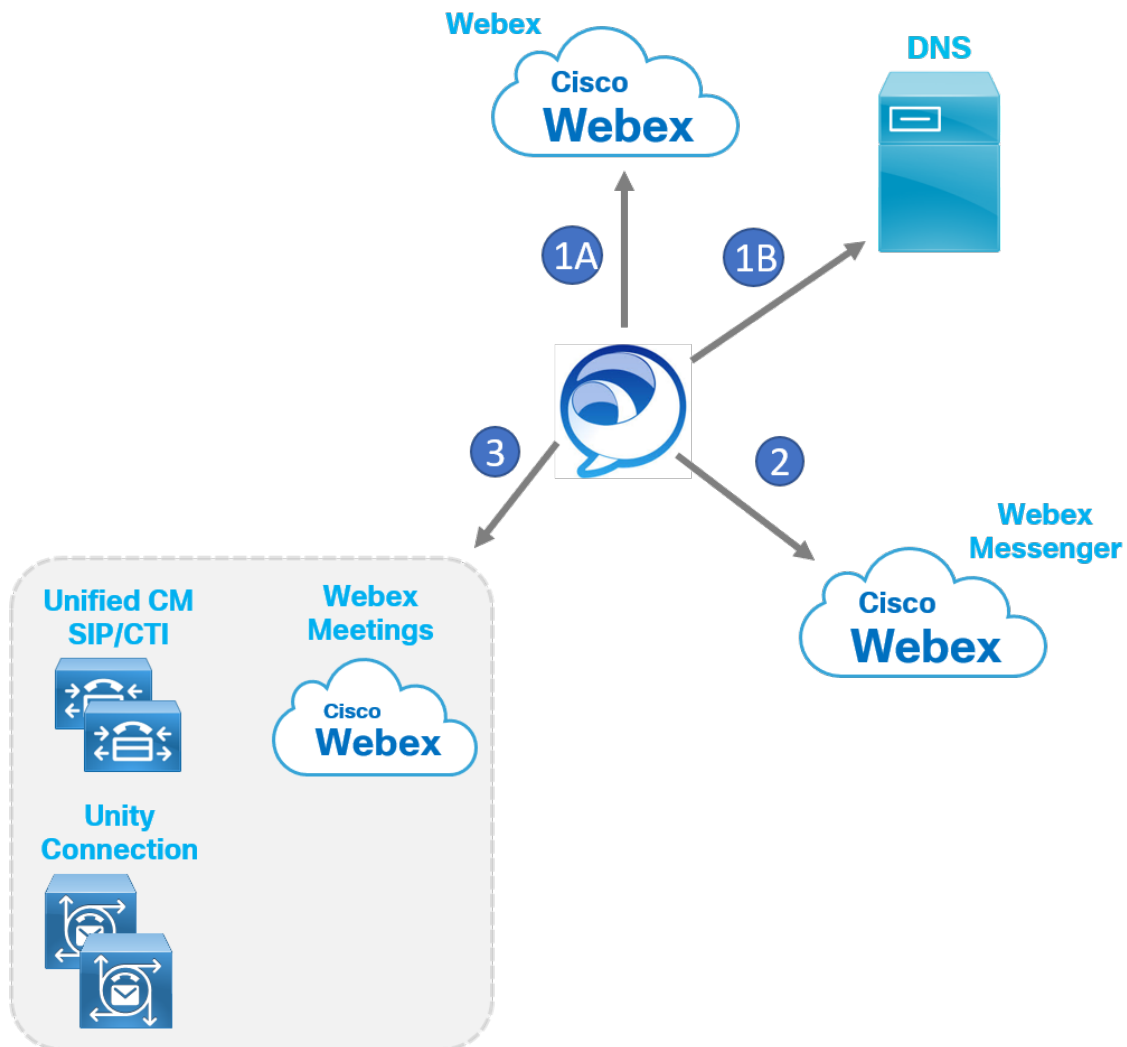 Webex
Cisco
Webex
DNS
1A
1B
3
2
Webex
Messenger
Cisco
Webex
Unified CM
SIP/CTI
Webex
Meetings
Cisco
Webex
Unity
Connection